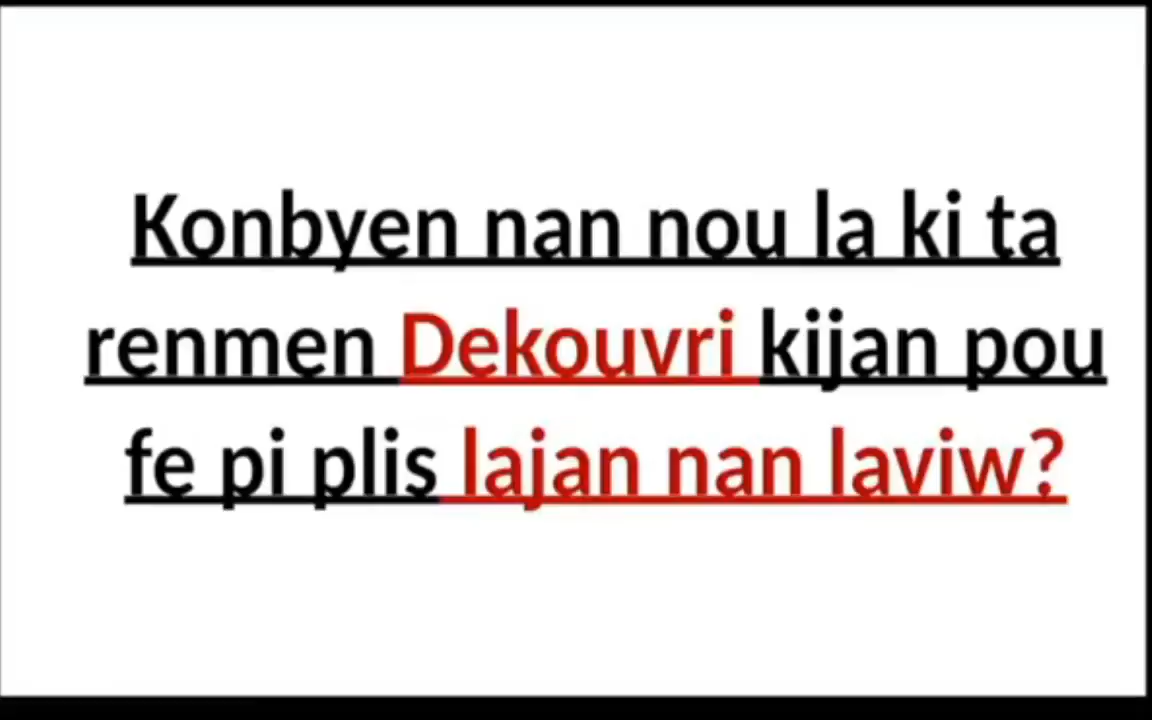 Konbyen nan nou la ki ta
renmen Dekouvri kijan pou
fe pi plis lajan nan laviw?